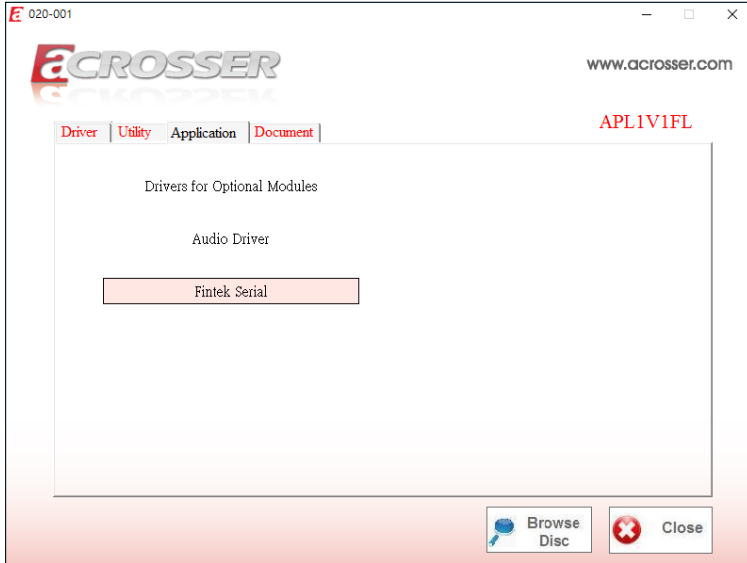 020-001
acrosser
www.acrosser.com
APL1V1FL
Driver Utility Application Document
Drivers for Optional Modules
Audio Driver
Fintek Serial
Browse
Disc
Close